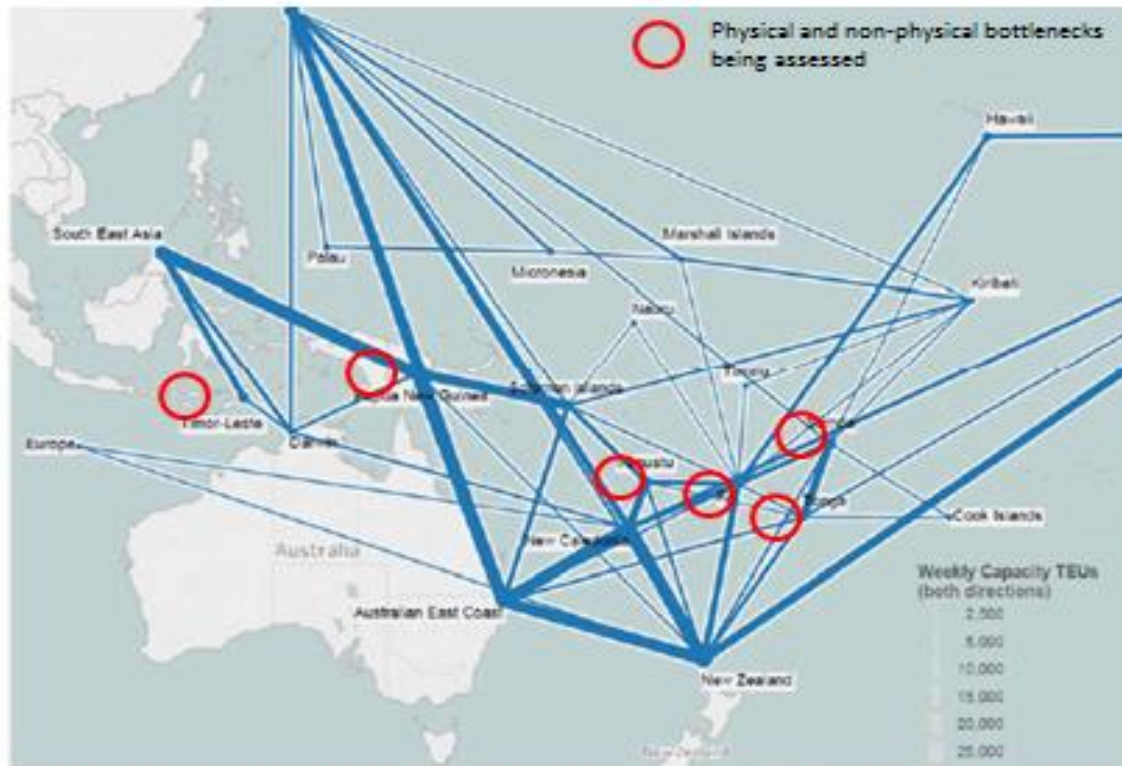 Physical and non-physical bottlenecks
being assessed
Hawaii
South East Asia
Palau
Micronesia
Marshall Islands
Kiribati
Nauru
Tuvalu
Solomon Islands
Papua New Guinea
Timor-Leste
Darwin
Europe
Tonga
Cook Islands
New Caledonia
Australia
Australian East Coast
New Zealand
New Zealand
Weekly Capacity TEUs
(both directions)
2,500
5,000
10,000
15,000
20,000
25,000